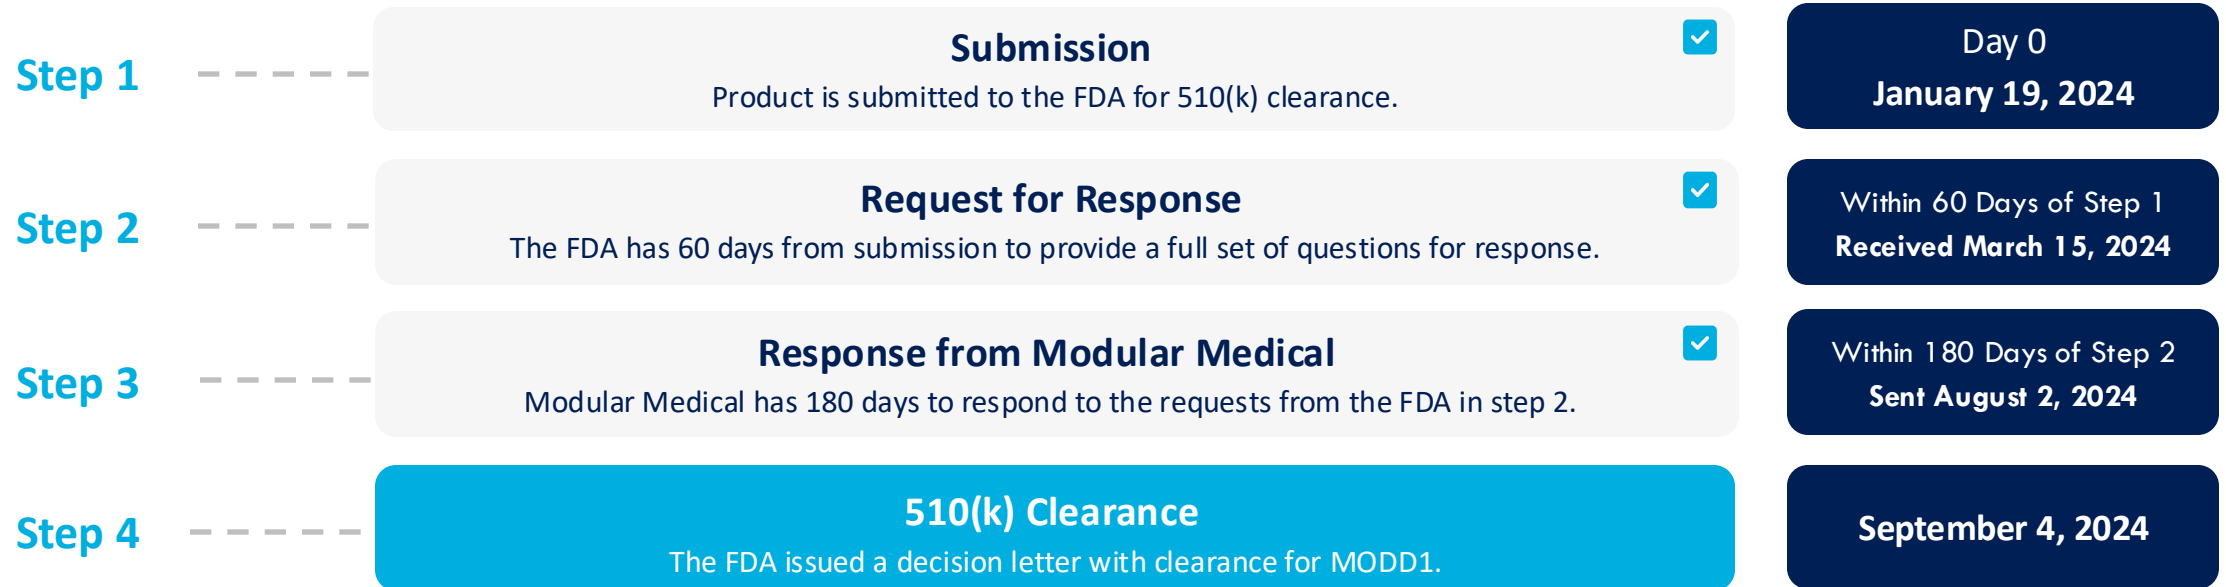 Step 1
Submission
Product is submitted to the FDA for 510(k) clearance.
Day 0
January 19, 2024
Step 2
Request for Response
The FDA has 60 days from submission to provide a full set of questions for response.
Within 60 Days of Step 1
Received March 15, 2024
Step 3
Response from Modular Medical
Modular Medical has 180 days to respond to the requests from the FDA in step 2.
Within 180 Days of Step 2
Sent August 2, 2024
Step 4
510(k) Clearance
The FDA issued a decision letter with clearance for MODD1.
September 4, 2024